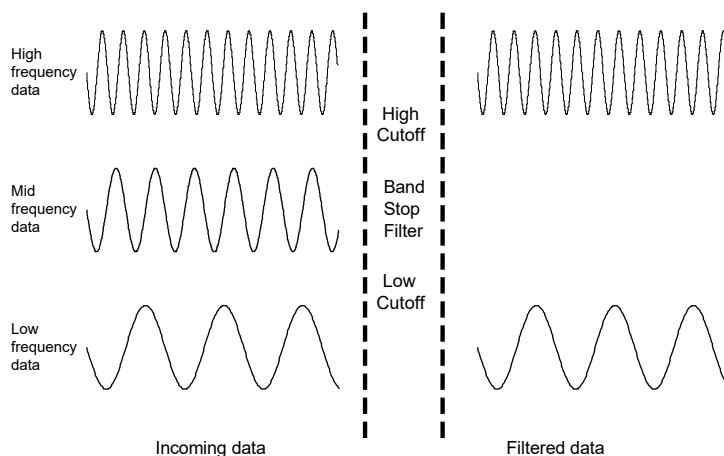 High
frequency
data
High
Cutoff
Mid
frequency
data
Band
Stop
Filter
Low
Cutoff
Low
frequency
data
Incoming data
Filtered data